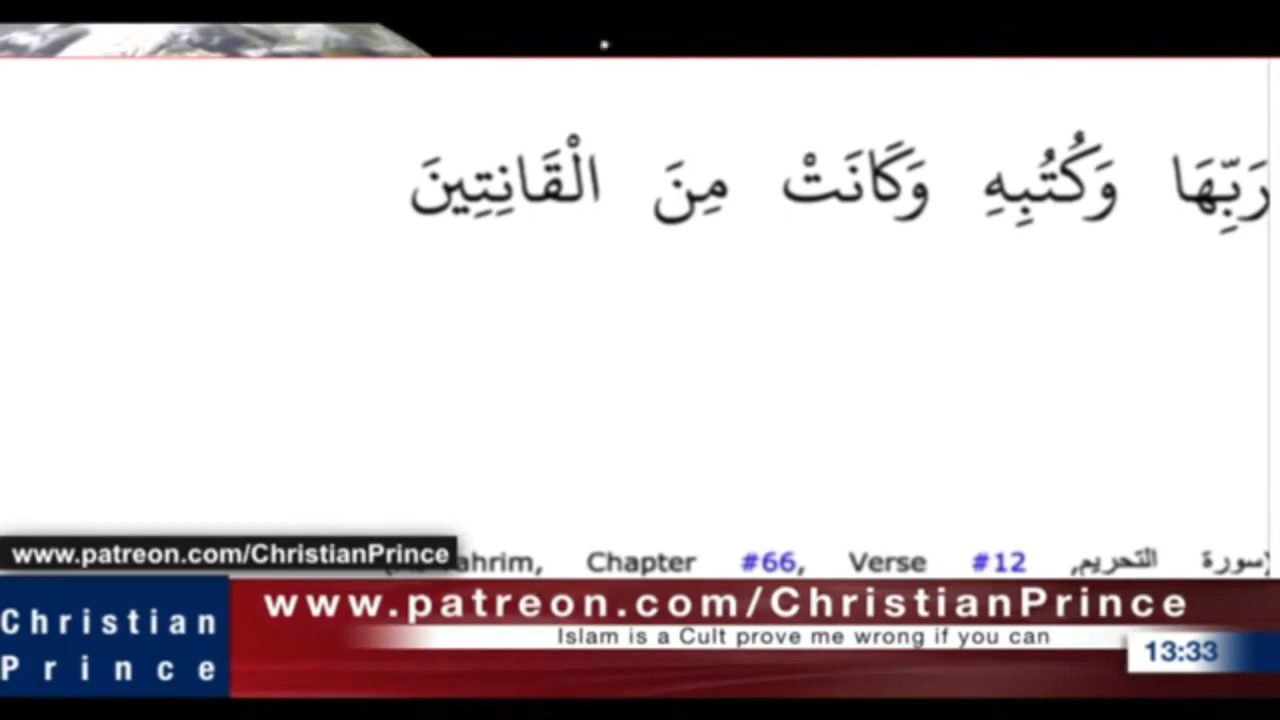 رَبِّهَا وَكُتُبِهِ وَكَانَتْ مِنَ الْقَانِتِينَ
ahrim, Chapter #66, Verse #12 سورة التحريم,
www.patreon.com/ChristianPrince
www.patreon.com/ChristianPrince
Christian
Prince
Islam is a Cult prove me wrong if you can
13:33